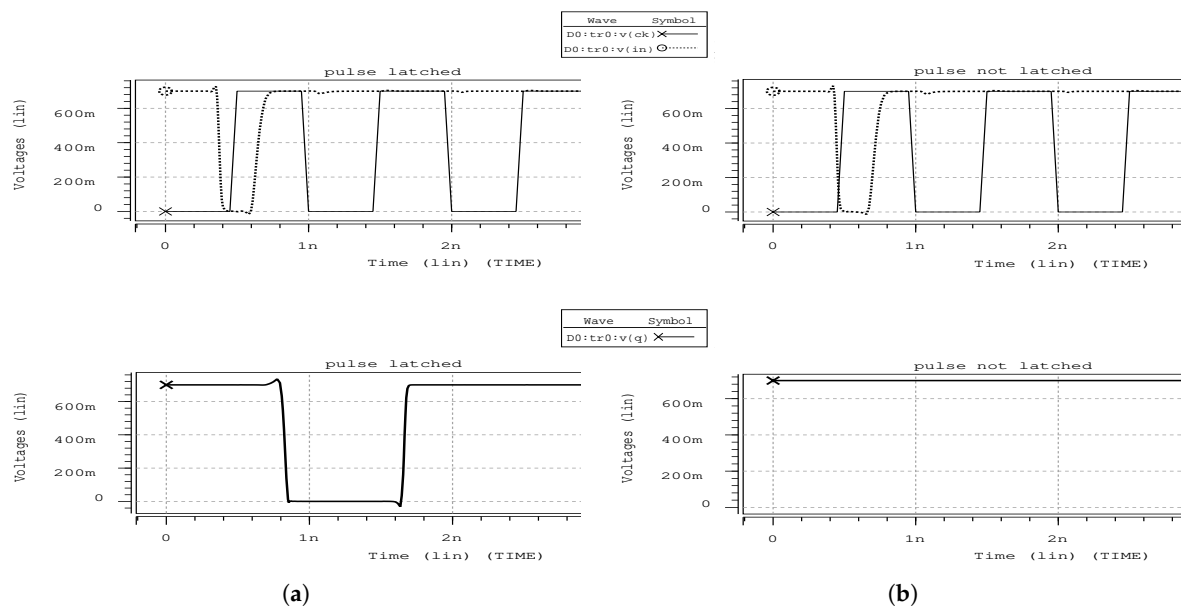 Wave Symbol
D0:tr0:v(ck)
D0:tr0:v(in)
pulse latched
Voltages (lin)
600m
400m
200m
0
0 1n 2n
Time (lin) (TIME)
pulse not latched
Voltages (lin)
600m
400m
200m
0
0 1n 2n
Time (lin) (TIME)
Wave Symbol
D0:tr0:v(q)
pulse latched
Voltages (lin)
600m
400m
200m
0
0 1n 2n
Time (lin) (TIME)
pulse not latched
Voltages (lin)
600m
400m
200m
0
0 1n 2n
Time (lin) (TIME)
(a)
(b)